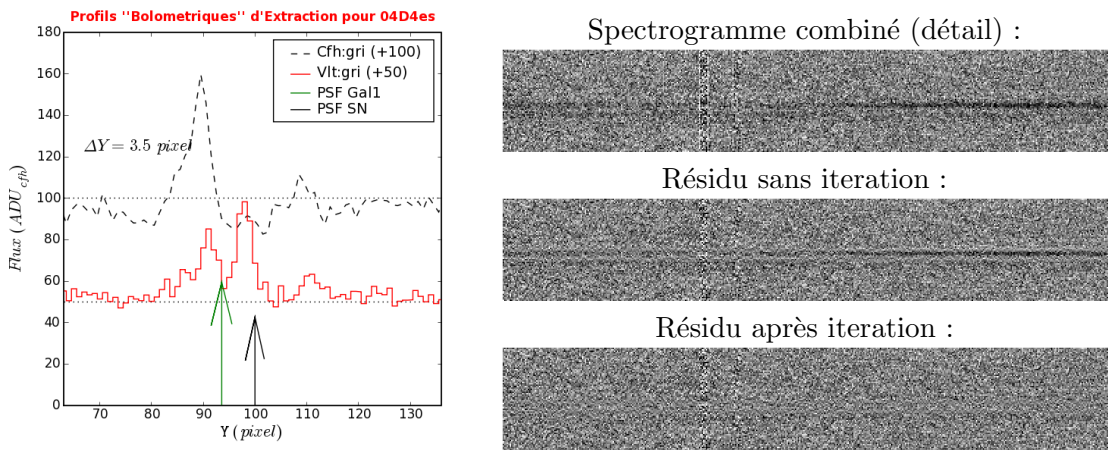 Profils ''Bolometriques'' d'Extraction pour 04D4es
180
160
140
120
100
80
60
40
20
0
70
80
90
100
110
120
130
Flux ( ADU_cfh)
Y (pixel)
ΔY = 3.5 pixel
Cfh:gri (+100)
Vlt:gri (+50)
PSF Gal1
PSF SN
Spectrogramme combiné (détail) :
Résidu sans iteration :
Résidu après iteration :